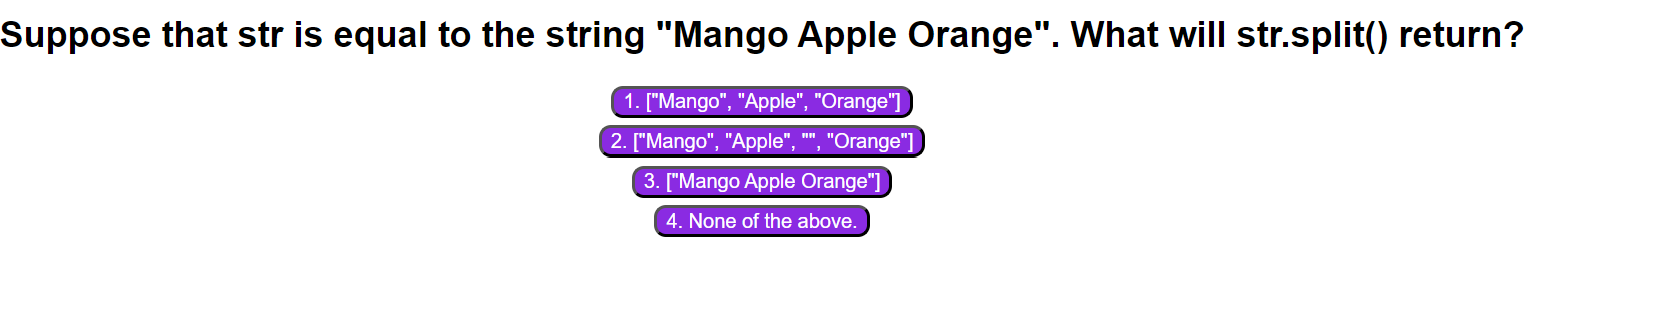 Suppose that str is equal to the string "Mango Apple Orange". What will str.split() return?
1. ["Mango", "Apple", "Orange"]
2. ["Mango", "Apple", "", "Orange"]
3. ["Mango Apple Orange"]
4. None of the above.